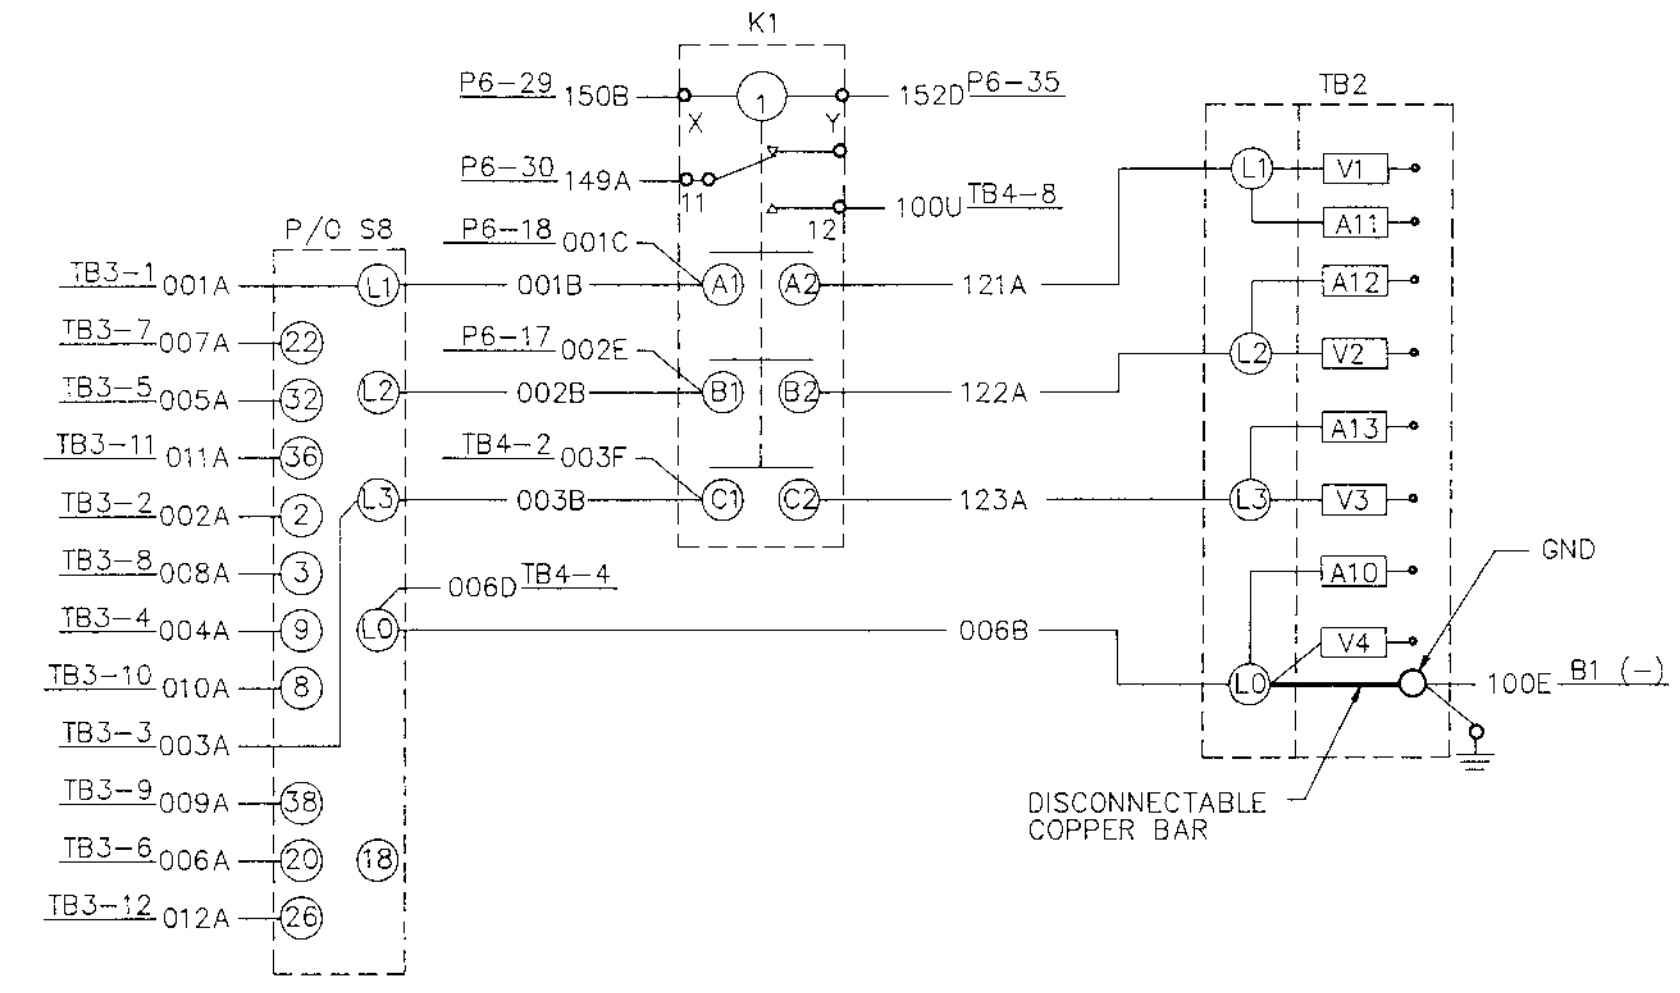 K1
P6-29 150B
1
152D P6-35
X
Y
TB2
P6-30 149A
11
100U TB4-8
12
L1
V1
A11
P/O S8
P6-18 001C
TB3-1 001A
L1
001B
A1
A2
121A
A12
TB3-7 007A
22
P6-17 002E
L2
V2
TB3-5 005A
32
L2
002B
B1
B2
122A
A13
TB3-11 011A
36
TB4-2 003F
TB3-2 002A
2
L3
003B
C1
C2
123A
L3
V3
GND
TB3-8 008A
3
006D TB4-4
A10
TB3-4 004A
9
L0
006B
V4
TB3-10 010A
8
L0
100E B1 (-)
TB3-3 003A
TB3-9 009A
38
DISCONNECTABLE
COPPER BAR
TB3-6 006A
20
18
TB3-12 012A
26